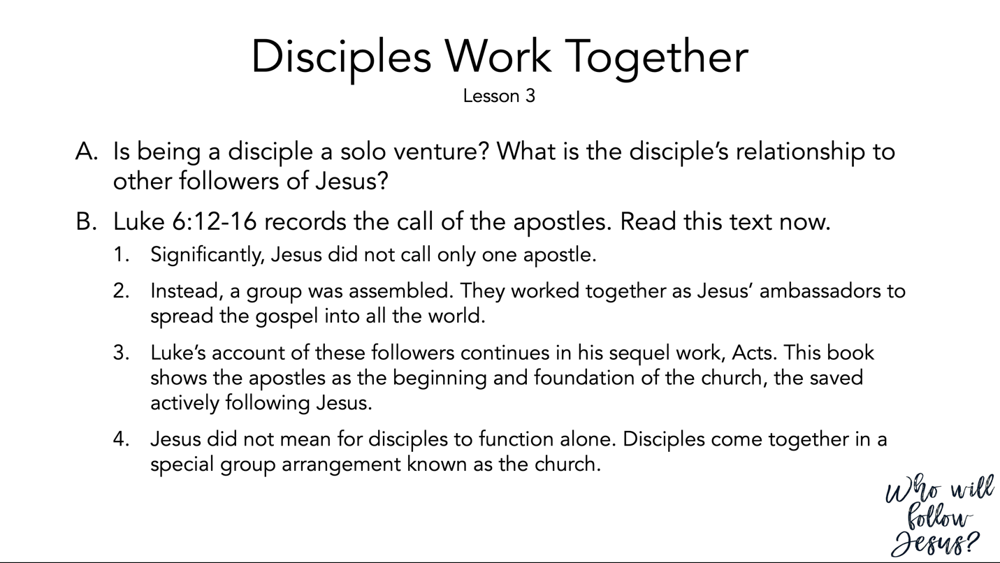 Disciples Work Together
Lesson 3
A. Is being a disciple a solo venture? What is the disciple’s relationship to
other followers of Jesus?
B. Luke 6:12-16 records the call of the apostles. Read this text now.
1. Significantly, Jesus did not call only one apostle.
2. Instead, a group was assembled. They worked together as Jesus’ ambassadors to
spread the gospel into all the world.
3. Luke’s account of these followers continues in his sequel work, Acts. This book
shows the apostles as the beginning and foundation of the church, the saved
actively following Jesus.
4. Jesus did not mean for disciples to function alone. Disciples come together in a
special group arrangement known as the church.
Who will
follow
Jesus?